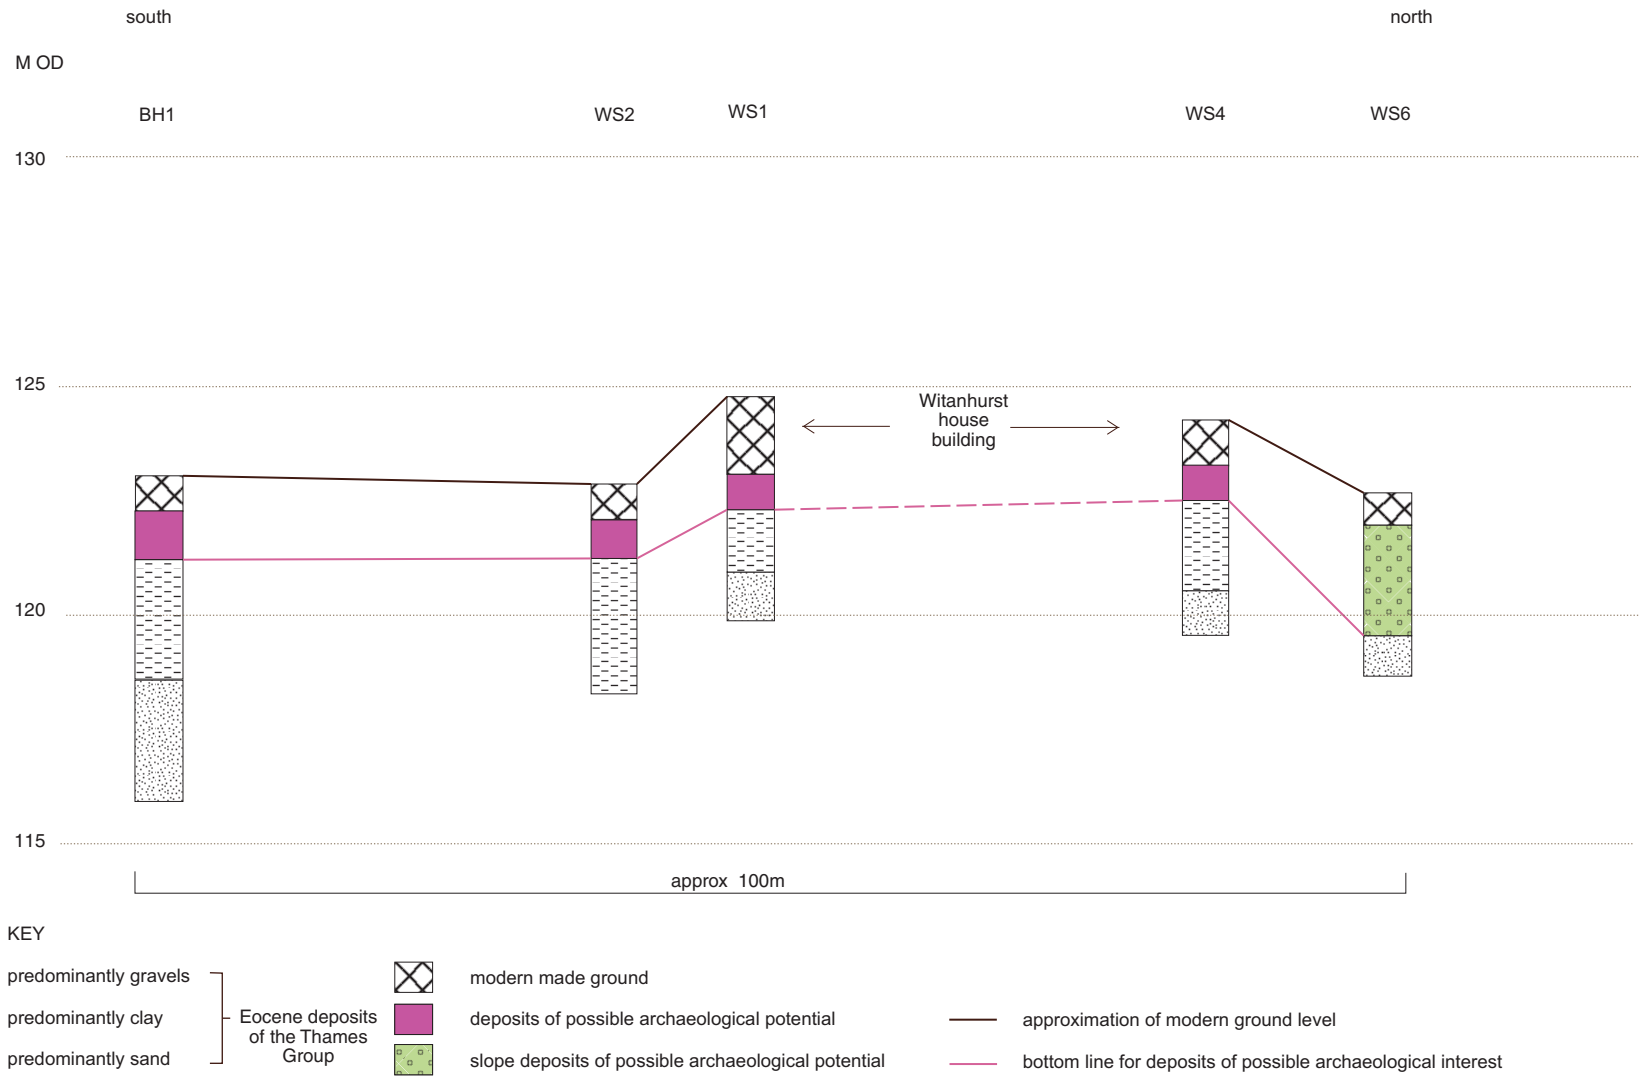 south
north
M OD
BH1
WS2
WS1
WS4
WS6
130
125
Witanhurst
house
building
120
115
approx 100m
KEY
predominantly gravels
predominantly clay
predominantly sand
Eocene deposits
of the Thames
Group
modern made ground
deposits of possible archaeological potential
slope deposits of possible archaeological potential
approximation of modern ground level
bottom line for deposits of possible archaeological interest